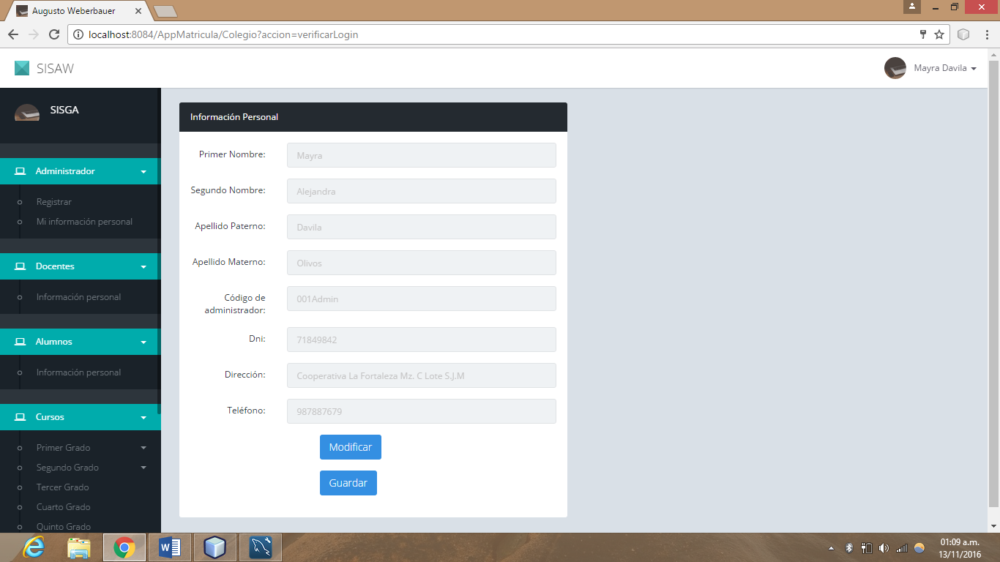 Augusto Weberbauer
localhost:8084/AppMatricula/Colegio?accion=verificarLogin
SISAW
Mayra Davila
SISGA
Administrador
Registrar
Mi información personal
Docentes
Información personal
Alumnos
Información personal
Cursos
Primer Grado
Segundo Grado
Tercer Grado
Cuarto Grado
Quinto Grado
Información Personal
Primer Nombre: Mayra
Segundo Nombre: Alejandra
Apellido Paterno: Davila
Apellido Materno: Olivos
Código de
administrador: 001Admin
Dni: 71849842
Dirección: Cooperativa La Fortaleza Mz. C Lote S.J.M
Teléfono: 987887679
Modificar
Guardar
01:09 a.m.
13/11/2016